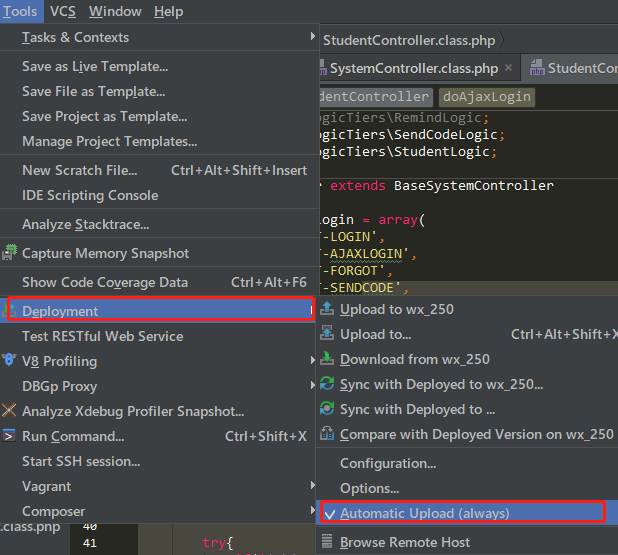 Tools VCS Window Help
Tasks & Contexts
Save as Live Template...
Save File as Template...
Save Project as Template...
Manage Project Templates...
New Scratch File... Ctrl+Alt+Shift+Insert
IDE Scripting Console
Analyze Stacktrace...
Capture Memory Snapshot
Show Code Coverage Data Ctrl+Alt+F6
Deployment
Test RESTful Web Service
V8 Profiling
DBGp Proxy
Analyze Xdebug Profiler Snapshot...
Run Command... Ctrl+Shift+X
Start SSH session...
Vagrant
Composer
StudentController.class.php
SystemController.class.php × StudentCo
dentController doAjaxLogin
ogicTiers\RemindLogic;
ogicTiers\SendCodeLogic;
ogicTiers\StudentLogic;
r extends BaseSystemController
ogin = array(
T-LOGIN',
T-AJAXLOGIN',
T-FORGOT',
T-SENDCODE',
Upload to wx_250
Upload to... Ctrl+Alt+Shift+X
Download from wx_250
Sync with Deployed to wx_250...
Sync with Deployed to ...
Compare with Deployed Version on wx_250
Configuration...
Options...
Automatic Upload (always)
Browse Remote Host
.class.php 40
41 try{